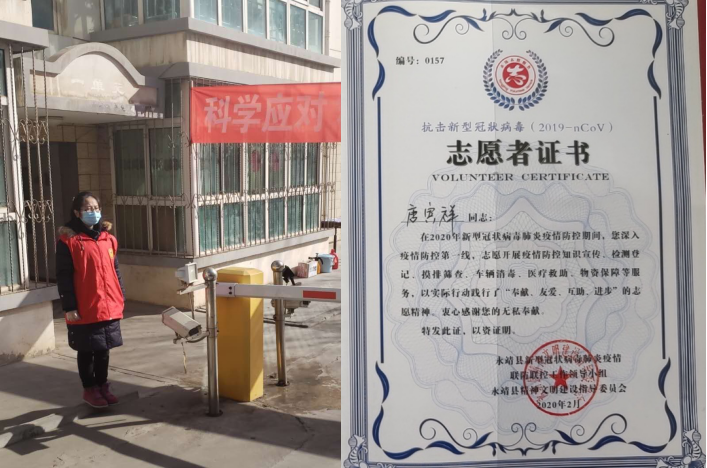 科学应对
编号：0157
志
抗击新型冠状病毒（2019-nCoV）
志愿者证书
VOLUNTEER CERTIFICATE
同志：
在2020年新型冠状病毒肺炎疫情防控期间，您深入
疫情防控第一线，志愿开展疫情防控知识宣传、检测登
记、摸排筛查、车辆消毒、医疗救助、物资保障等服
务，以实际行动践行了“奉献、友爱、互助、进步”的志
愿精神。衷心感谢您的无私奉献。
特发此证，以资证明。
永靖县新型冠状病毒肺炎疫情
联防联控工作领导小组
永靖县精神文明建设指导委员会
2020年2月